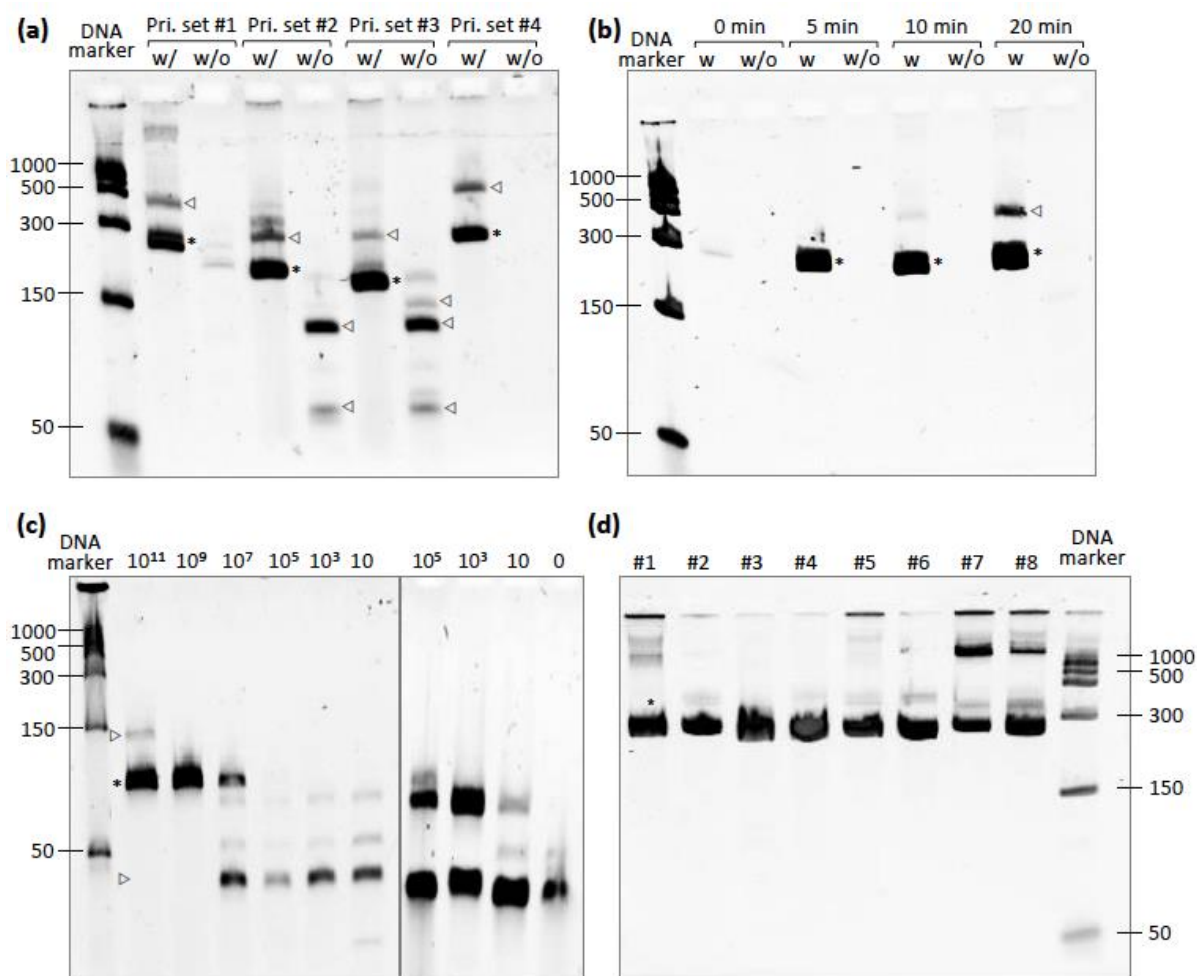 (a) DNA marker Pri. set #1 Pri. set #2 Pri. set #3 Pri. set #4
w/ w/o w/ w/o w/ w/o w/ w/o
1000
500
300
150
50
* * * *
(b) DNA marker 0 min 5 min 10 min 20 min
w w/o w w/o w w/o w w/o
1000
500
300
150
50
* * *
(c) DNA marker 10¹¹ 10⁹ 10⁷ 10⁵ 10³ 10 10⁵ 10³ 10 0
1000
500
300
150
*
50
(d) #1 #2 #3 #4 #5 #6 #7 #8 DNA marker
1000
500
*
300
150
50